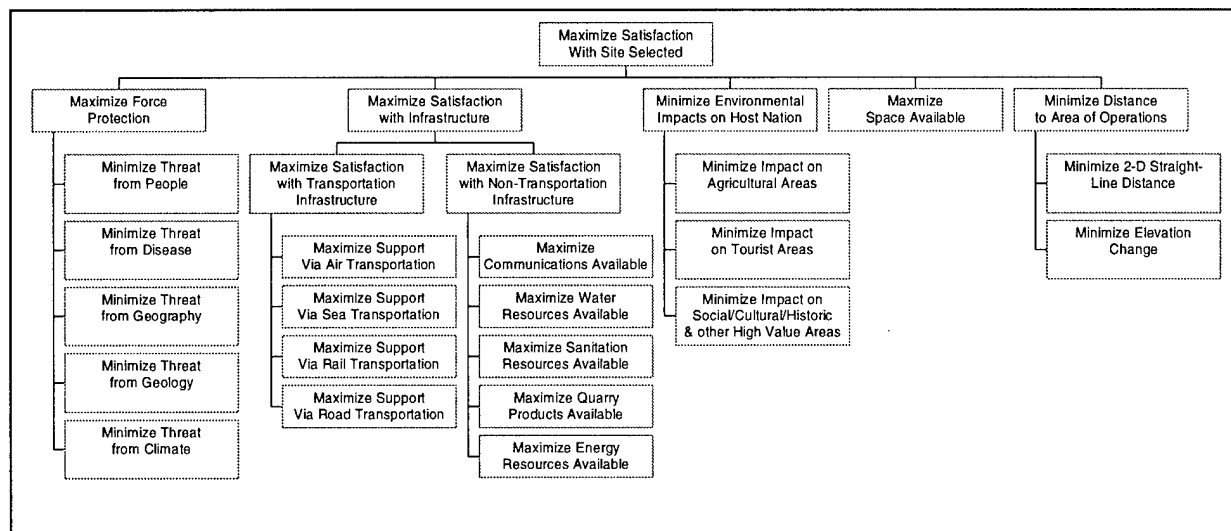 Maximize Satisfaction
With Site Selected
Maximize Force
Protection
Maximize Satisfaction
with Infrastructure
Minimize Environmental
Impacts on Host Nation
Maxmize
Space Available
Minimize Distance
to Area of Operations
Minimize Threat
from People
Minimize Threat
from Disease
Minimize Threat
from Geography
Minimize Threat
from Geology
Minimize Threat
from Climate
Maximize Satisfaction
with Transportation
Infrastructure
Maximize Support
Via Air Transportation
Maximize Support
Via Sea Transportation
Maximize Support
Via Rail Transportation
Maximize Support
Via Road Transportation
Maximize Satisfaction
with Non-Transportation
Infrastructure
Maximize
Communications Available
Maximize Water
Resources Available
Maximize Sanitation
Resources Available
Maximize Quarry
Products Available
Maximize Energy
Resources Available
Minimize Impact on
Agricultural Areas
Minimize Impact
on Tourist Areas
Minimize Impact on
Social/Cultural/Historic
& other High Value Areas
Minimize 2-D Straight-
Line Distance
Minimize Elevation
Change